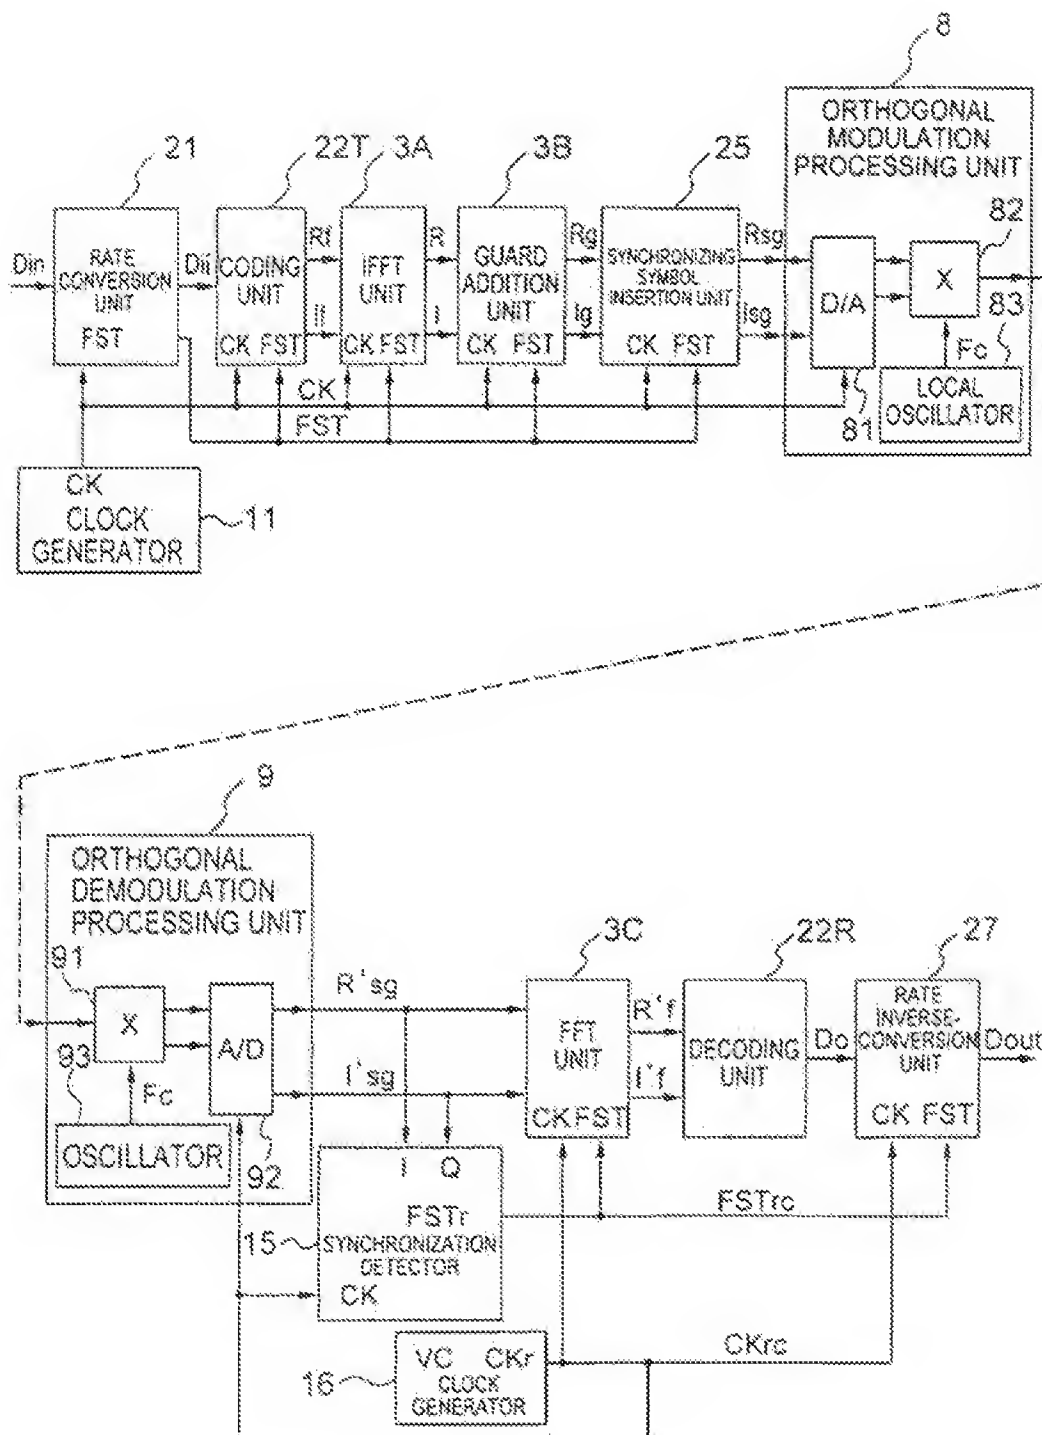 8
ORTHOGONAL
MODULATION
PROCESSING UNIT
21
22T
3A
3B
25
82
Din
RATE
CONVERSION
UNIT
FST
Dii
CODING
UNIT
CK FST
Rf
If
IFFT
UNIT
CK FST
R
I
GUARD
ADDITION
UNIT
CK FST
Rg
Ig
SYNCHRONIZING
SYMBOL
INSERTION UNIT
CK FST
Rsg
Isg
D/A
X
83
Fc
LOCAL
OSCILLATOR
81
CK
FST
CK
CLOCK
GENERATOR
11
9
ORTHOGONAL
DEMODULATION
PROCESSING UNIT
91
X
A/D
93
Fc
OSCILLATOR
92
R'sg
I'sg
3C
FFT
UNIT
CK FST
R'f
I'f
22R
DECODING
UNIT
Do
27
RATE
INVERSE-
CONVERSION
UNIT
CK FST
Dout
I Q
FSTr
15
SYNCHRONIZATION
DETECTOR
CK
FSTrc
16
VC CKr
CLOCK
GENERATOR
CKrc